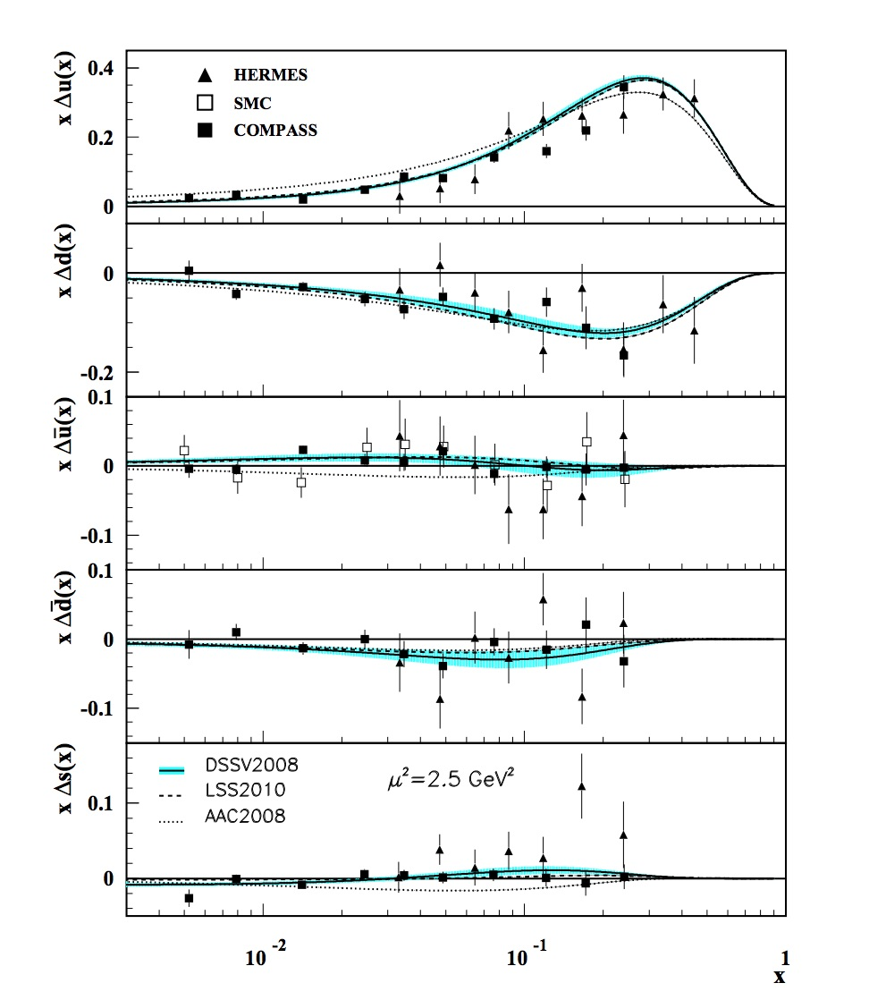 x Δu(x)
0.4
0.2
0
HERMES
SMC
COMPASS
x Δd(x)
0
-0.2
x Δū(x)
0.1
0
-0.1
x Δd̄(x)
0.1
0
-0.1
x Δs(x)
0.1
0
DSSV2008
LSS2010
AAC2008
μ²=2.5 GeV²
10⁻²
10⁻¹
1
x